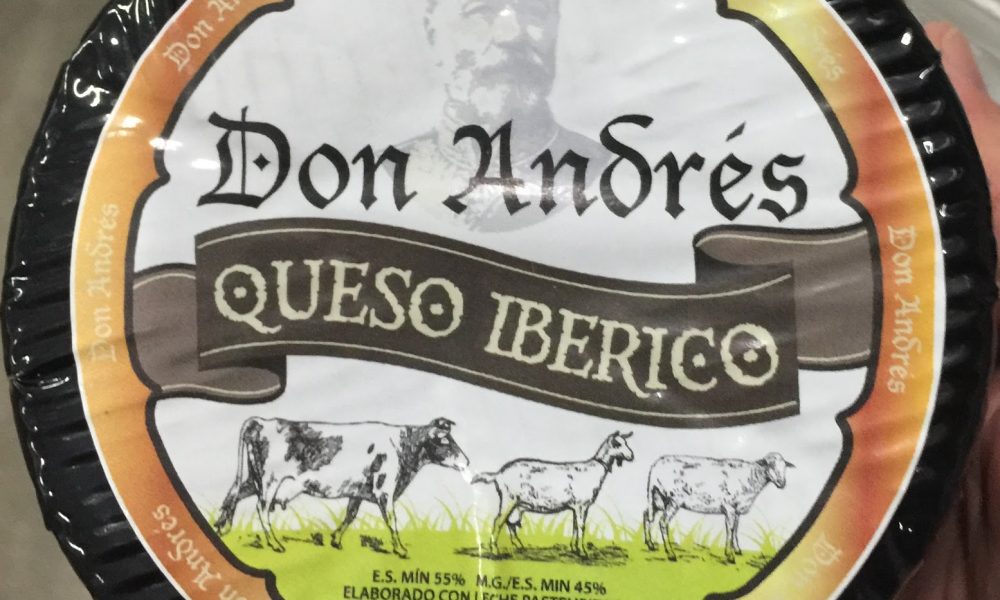 Don Andrés
QUESO IBERICO
Don Andrés
Don Andrés
Don Andrés
E.S. MÍN 55% M.G./E.S. MIN 45%
ELABORADO CON LECHE